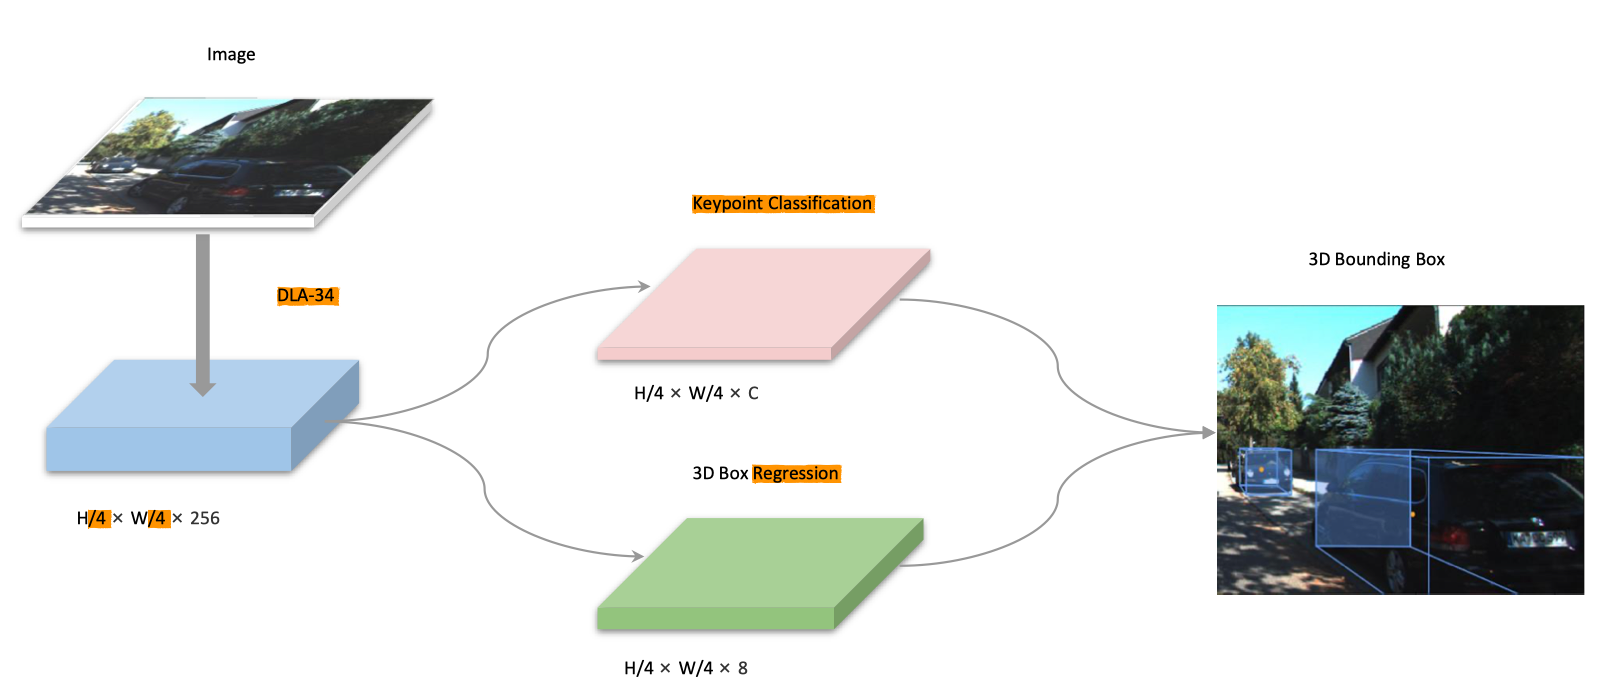 Image
DLA-34
H/4 × W/4 × 256
Keypoint Classification
H/4 × W/4 × C
3D Box Regression
H/4 × W/4 × 8
3D Bounding Box